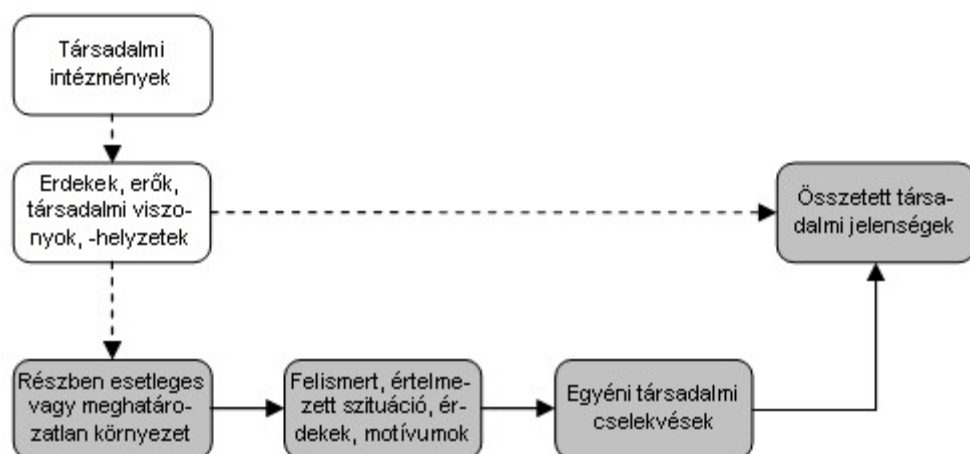 Társadalmi
intézmények
Erdekek, erők,
társadalmi viszo-
nyok, -helyzetek
Összetett társa-
dalmi jelenségek
Részben esetleges
vagy meghatáro-
zatlan környezet
Felismert, értelme-
zett szituáció, ér-
dekek, motívumok
Egyéni társadalmi
cselekvések